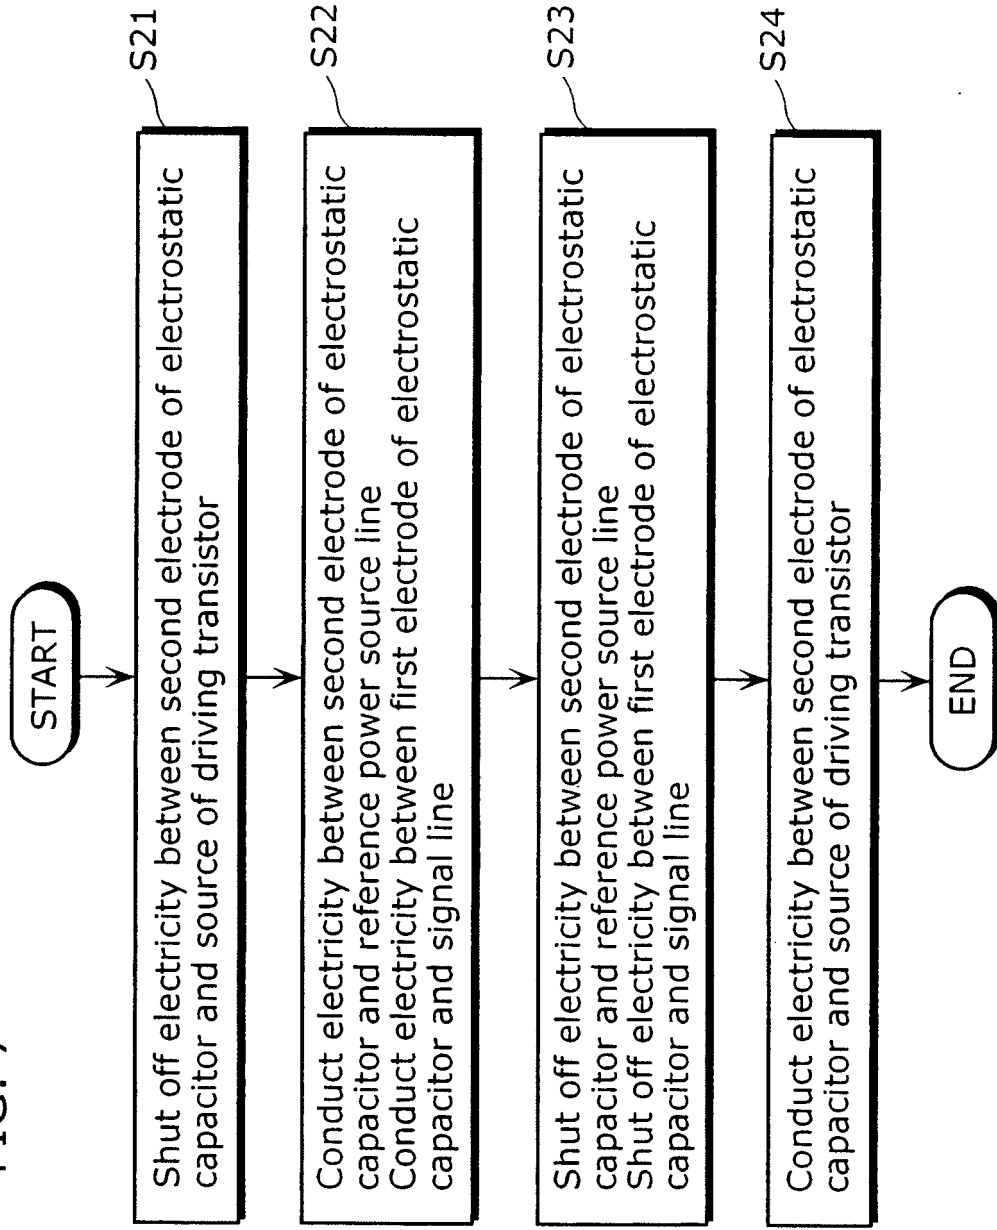 START
S21
Shut off electricity between second electrode of electrostatic
capacitor and source of driving transistor
S22
Conduct electricity between second electrode of electrostatic
capacitor and reference power source line
Conduct electricity between first electrode of electrostatic
capacitor and signal line
S23
Shut off electricity between second electrode of electrostatic
capacitor and reference power source line
Shut off electricity between first electrode of electrostatic
capacitor and signal line
S24
Conduct electricity between second electrode of electrostatic
capacitor and source of driving transistor
END